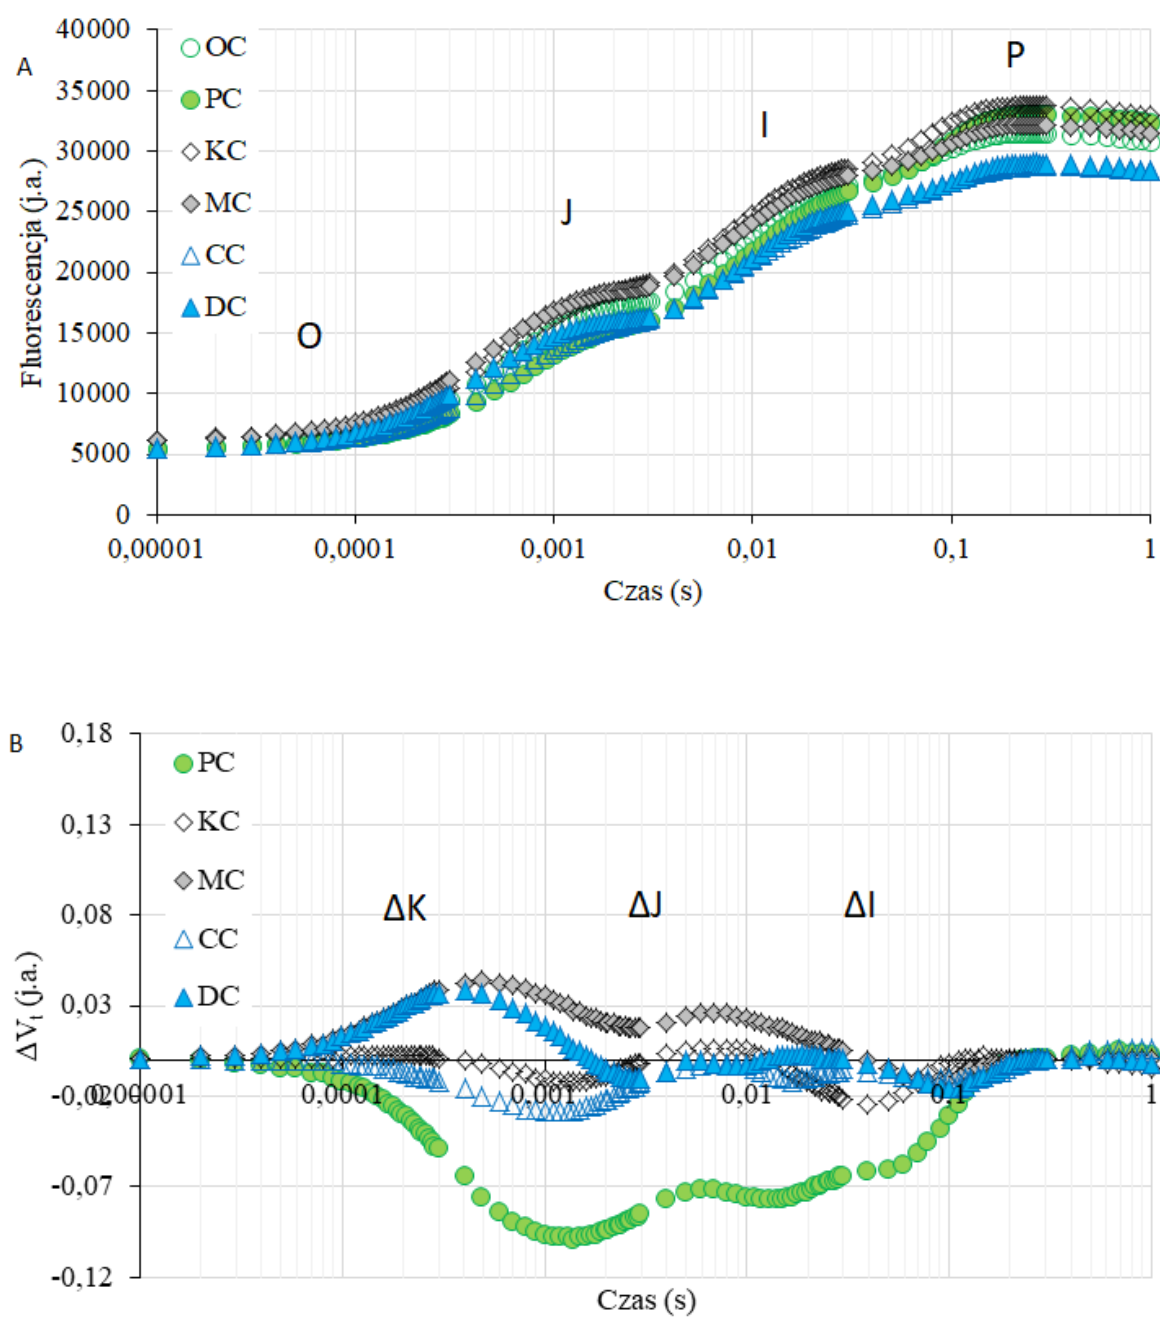 A
40000
35000
30000
25000
20000
15000
10000
5000
0
Fluorescencja (j.a.)
OC
PC
KC
MC
CC
DC
O
J
I
P
0,00001
0,0001
0,001
0,01
0,1
1
Czas (s)
B
0,18
0,13
0,08
0,03
-0,02
-0,07
-0,12
ΔVt (j.a.)
PC
KC
MC
CC
DC
ΔK
ΔJ
ΔI
0,00001
0,0001
0,001
0,01
0,1
1
Czas (s)